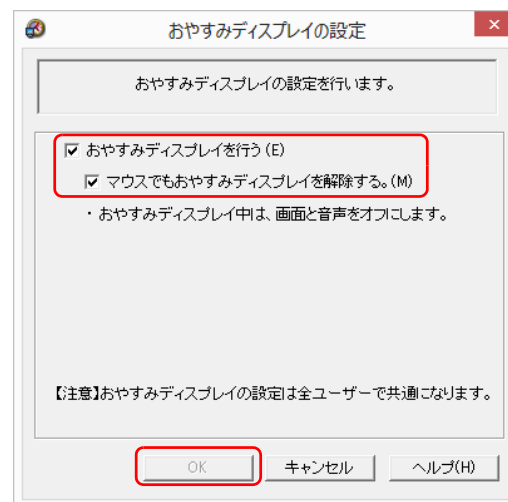 おやすみディスプレイの設定
おやすみディスプレイの設定を行います。
おやすみディスプレイを行う(E)
マウスでもおやすみディスプレイを解除する。(M)
・おやすみディスプレイ中は、画面と音声をオフにします。
【注意】おやすみディスプレイの設定は全ユーザーで共通になります。
OK キャンセル ヘルプ(H)